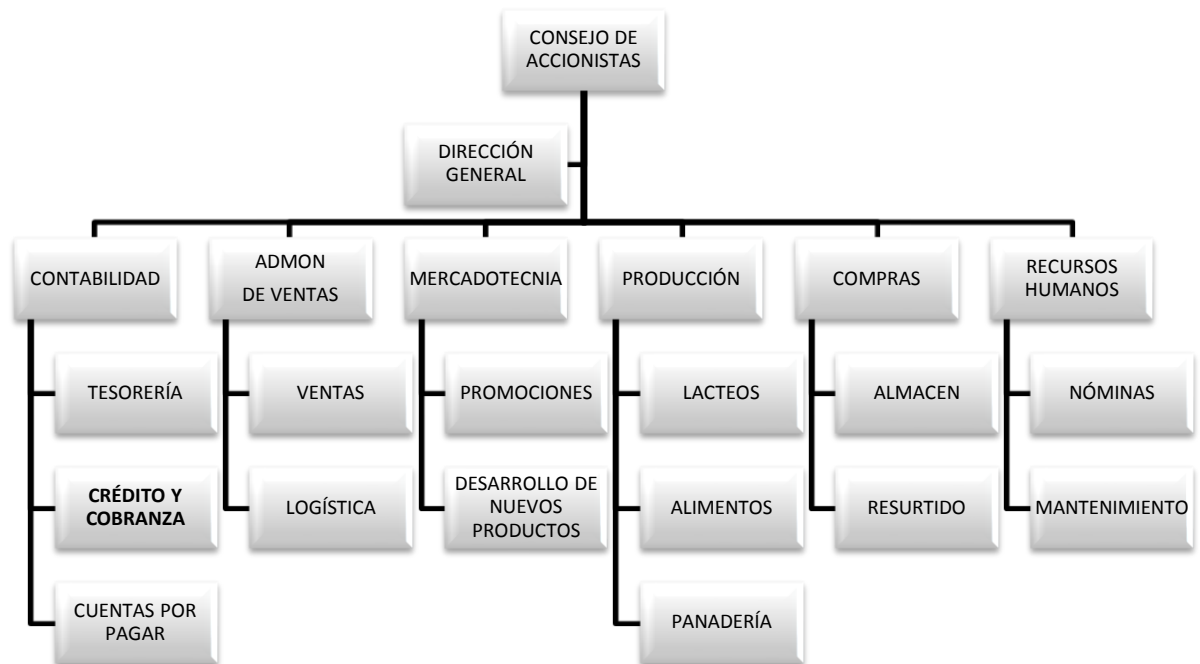 CONSEJO DE
ACCIONISTAS
DIRECCIÓN
GENERAL
CONTABILIDAD
TESORERÍA
CRÉDITO Y
COBRANZA
CUENTAS POR
PAGAR
ADMON
DE VENTAS
VENTAS
LOGÍSTICA
MERCADOTECNIA
PROMOCIONES
DESARROLLO DE
NUEVOS
PRODUCTOS
PRODUCCIÓN
LACTEOS
ALIMENTOS
PANADERÍA
COMPRAS
ALMACEN
RESURTIDO
RECURSOS
HUMANOS
NÓMINAS
MANTENIMIENTO